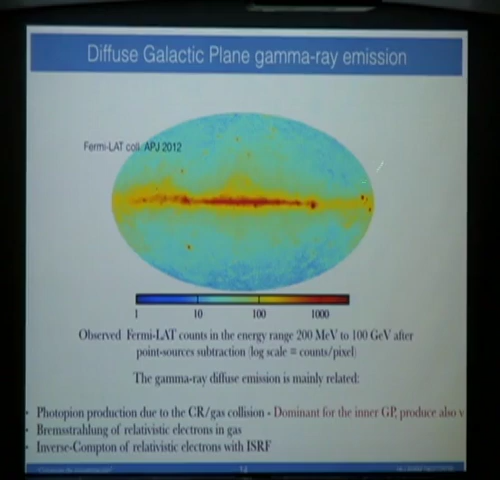 Diffuse Galactic Plane gamma-ray emission
Fermi-LAT coll. APJ 2012
1 10 100 1000
Observed Fermi-LAT counts in the energy range 200 MeV to 100 GeV after
point-sources subtraction (log scale = counts/pixel)
The gamma-ray diffuse emission is mainly related:
• Photopion production due to the CR/gas collision - Dominant for the inner GP, produce also ν
• Bremsstrahlung of relativistic electrons in gas
• Inverse-Compton of relativistic electrons with ISRF
14